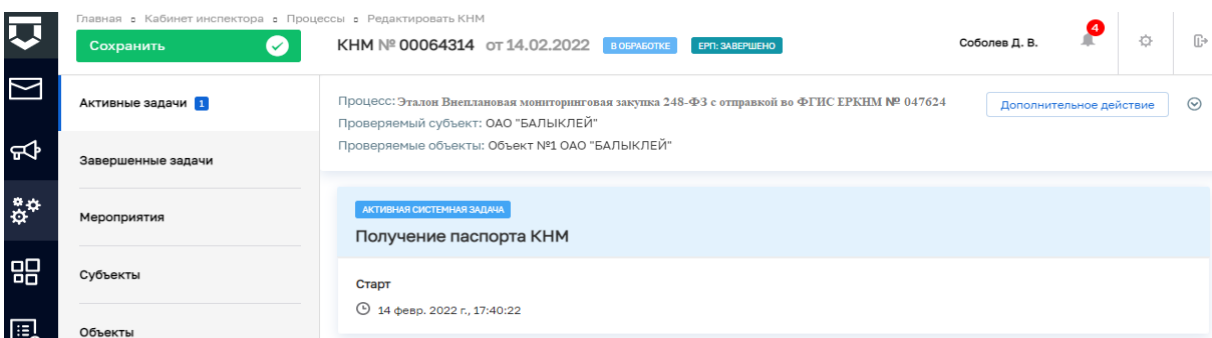 Главная Кабинет инспектора Процессы Редактировать КНМ
Сохранить
КНМ № 00064314 от 14.02.2022 В ОБРАБОТКЕ ЕРП: ЗАВЕРШЕНО
Соболев Д. В.
4
Активные задачи 1
Завершенные задачи
Мероприятия
Субъекты
Объекты
Процесс: Эталон Внеплановая мониторинговая закупка 248-ФЗ с отправкой во ФГИС ЕРКНМ № 047624
Дополнительное действие
Проверяемый субъект: ОАО "БАЛЫКЛЕЙ"
Проверяемые объекты: Объект №1 ОАО "БАЛЫКЛЕЙ"
АКТИВНАЯ СИСТЕМНАЯ ЗАДАЧА
Получение паспорта КНМ
Старт
14 февр. 2022 г., 17:40:22